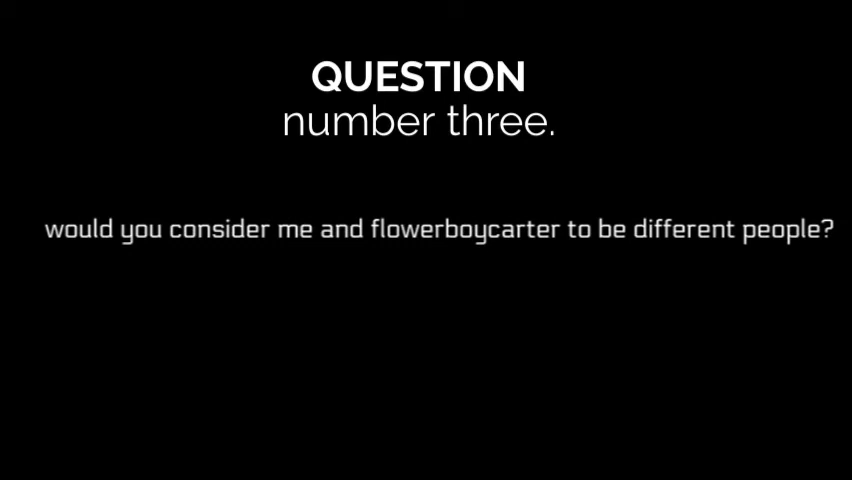 QUESTION
number three.
would you consider me and flowerboycarter to be different people?